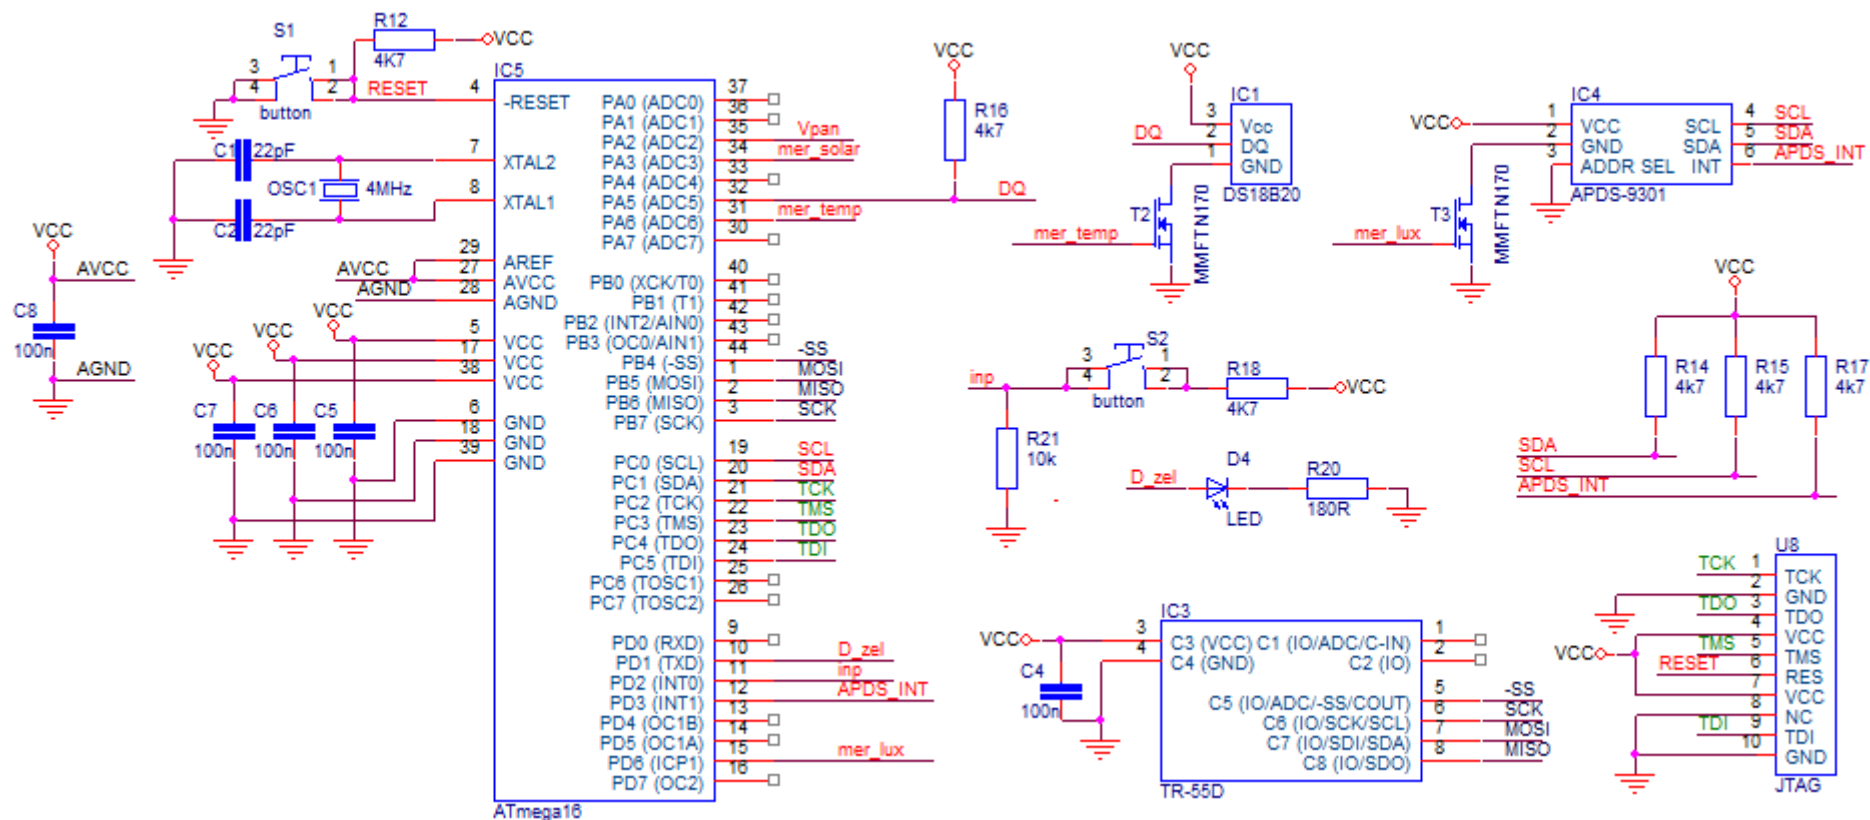 S1
3
4
1
2
button
R12
4K7
VCC
RESET
C1
22pF
OSC1
4MHz
C2
22pF
VCC
AVCC
C8
100n
AGND
AVCC
AGND
VCC
VCC
VCC
C7
100n
C6
100n
C5
100n
IC5
4
-RESET
7
XTAL2
8
XTAL1
29
AREF
27
AVCC
28
AGND
5
VCC
17
VCC
38
VCC
6
GND
18
GND
39
GND
PA0 (ADC0)
37
PA1 (ADC1)
36
PA2 (ADC2)
35
Vpan
PA3 (ADC3)
34
mer_solar
PA4 (ADC4)
33
PA5 (ADC5)
32
DQ
PA6 (ADC6)
31
mer_temp
PA7 (ADC7)
30
PB0 (XCK/T0)
40
PB1 (T1)
41
PB2 (INT2/AIN0)
42
PB3 (OC0/AIN1)
43
PB4 (-SS)
44
-SS
PB5 (MOSI)
1
MOSI
PB6 (MISO)
2
MISO
PB7 (SCK)
3
SCK
PC0 (SCL)
19
SCL
PC1 (SDA)
20
SDA
PC2 (TCK)
21
TCK
PC3 (TMS)
22
TMS
PC4 (TDO)
23
TDO
PC5 (TDI)
24
TDI
PC6 (TOSC1)
25
PC7 (TOSC2)
26
PD0 (RXD)
9
PD1 (TXD)
10
D_zel
PD2 (INT0)
11
inp
PD3 (INT1)
12
APDS_INT
PD4 (OC1B)
13
PD5 (OC1A)
14
PD6 (ICP1)
15
mer_lux
PD7 (OC2)
16
ATmega16
VCC
R16
4k7
VCC
IC1
3
Vcc
DQ
2
DQ
1
GND
DS18B20
T2
MMFTN170
mer_temp
IC4
VCC
1
VCC
2
GND
3
ADDR SEL
SCL
4
SCL
SDA
5
SDA
INT
6
APDS_INT
APDS-9301
T3
MMFTN170
mer_lux
inp
S2
3
4
1
2
button
R18
4K7
VCC
R21
10k
D_zel
D4
LED
R20
180R
VCC
R14
4k7
R15
4k7
R17
4k7
SDA
SCL
APDS_INT
IC3
VCC
3
C3 (VCC)
4
C4 (GND)
C4
100n
C1 (IO/ADC/C-IN)
1
C2 (IO)
2
C5 (IO/ADC/-SS/COUT)
5
-SS
C6 (IO/SCK/SCL)
6
SCK
C7 (IO/SDI/SDA)
7
MOSI
C8 (IO/SDO)
8
MISO
TR-55D
U8
TCK
1
TCK
2
GND
TDO
3
TDO
4
VCC
TMS
5
TMS
VCC
RESET
6
RES
7
VCC
8
NC
TDI
9
TDI
10
GND
JTAG